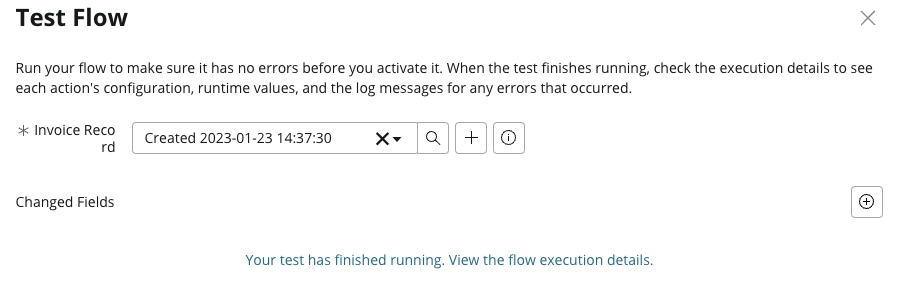 Test Flow
Run your flow to make sure it has no errors before you activate it. When the test finishes running, check the execution details to see
each action's configuration, runtime values, and the log messages for any errors that occurred.
Invoice Reco
rd
Created 2023-01-23 14:37:30
Changed Fields
Your test has finished running. View the flow execution details.